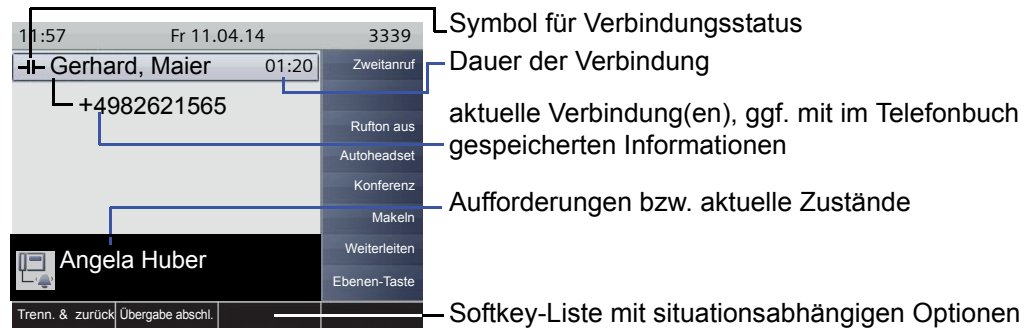 Symbol für Verbindungsstatus
11:57 Fr 11.04.14 3339
Gerhard, Maier 01:20 Zweitanruf
Dauer der Verbindung
+4982621565
aktuelle Verbindung(en), ggf. mit im Telefonbuch
gespeicherten Informationen
Rufton aus
Autoheadset
Konferenz
Aufforderungen bzw. aktuelle Zustände
Makeln
Weiterleiten
Angela Huber
Ebenen-Taste
Trenn. & zurück Übergabe abschl.
Softkey-Liste mit situationsabhängigen Optionen